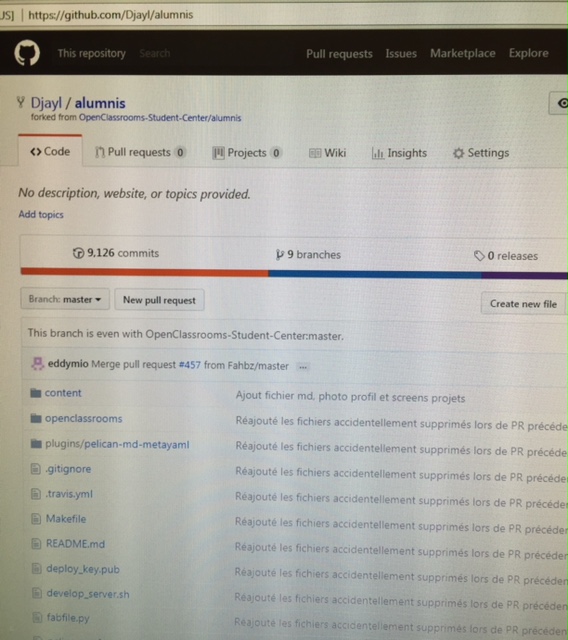 US] https://github.com/Djayl/alumnis
This repository Search Pull requests Issues Marketplace Explore
Djayl / alumnis
forked from OpenClassrooms-Student-Center/alumnis
Code Pull requests 0 Projects 0 Wiki Insights Settings
No description, website, or topics provided.
Add topics
9,126 commits 9 branches 0 releases
Branch: master New pull request Create new file
This branch is even with OpenClassrooms-Student-Center:master.
eddymio Merge pull request #457 from Fahbz/master ...
content Ajout fichier md, photo profil et screens projets
openclassrooms Réajouté les fichiers accidentellement supprimés lors de PR précéde
plugins/pelican-md-metayaml Réajouté les fichiers accidentellement supprimés lors de PR précéde
.gitignore Réajouté les fichiers accidentellement supprimés lors de PR précéde
.travis.yml Réajouté les fichiers accidentellement supprimés lors de PR précéden
Makefile Réajouté les fichiers accidentellement supprimés lors de PR précéden
README.md Réajouté les fichiers accidentellement supprimés lors de PR précéden
deploy_key.pub Réajouté les fichiers accidentellement supprimés lors de PR précéden
develop_server.sh Réajouté les fichiers accidentellement supprimés lors de PR précéden
fabfile.py Réajouté les fichiers accidentellement supprimés lors de PR précéden